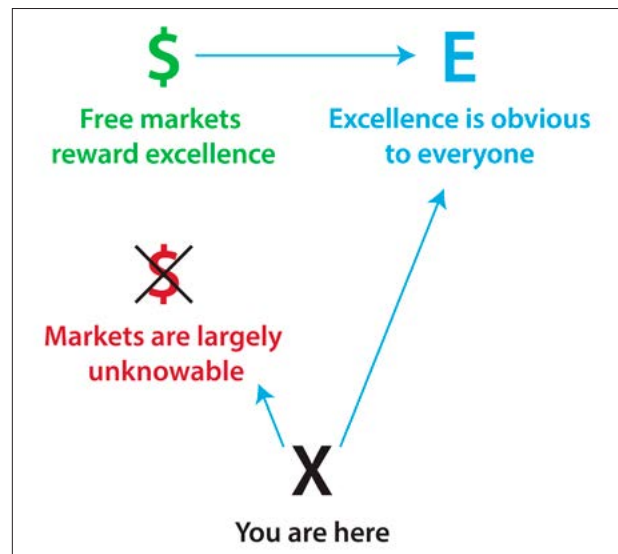 $ E
Free markets
reward excellence
Excellence is obvious
to everyone
$
Markets are largely
unknowable
X
You are here